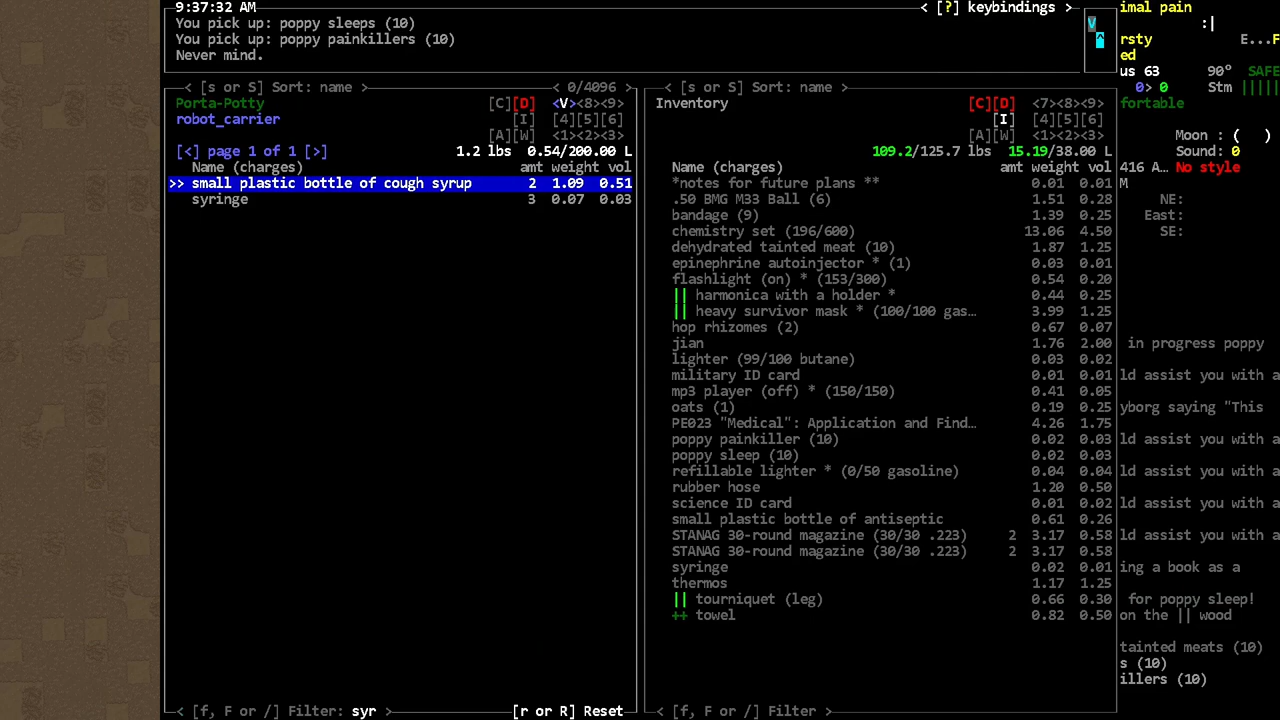 9:37:32 AM
< [?] keybindings >
You pick up: poppy sleeps (10)
You pick up: poppy painkillers (10)
Never mind.
V
^
< [s or S] Sort: name >
< 0/4096 >
Porta-Potty
[C][D] <V><8><9>
robot_carrier
[I] [4][5][6]
[A][W] <1><2><3>
[<] page 1 of 1 [>]
1.2 lbs 0.54/200.00 L
Name (charges) amt weight vol
>> small plastic bottle of cough syrup 2 1.09 0.51
syringe 3 0.07 0.03
< [f, F or /] Filter: syr >
[r or R] Reset
< [s or S] Sort: name >
Inventory
[C][D] <7><8><9>
[I] [4][5][6]
[A][W] <1><2><3>
109.2/125.7 lbs 15.19/38.00 L
Name (charges) amt weight vol
*notes for future plans ** 0.01 0.01
.50 BMG M33 Ball (6) 1.51 0.28
bandage (9) 1.39 0.25
chemistry set (196/600) 13.06 4.50
dehydrated tainted meat (10) 1.87 1.25
epinephrine autoinjector * (1) 0.03 0.01
flashlight (on) * (153/300) 0.54 0.20
|| harmonica with a holder * 0.44 0.25
|| heavy survivor mask * (100/100 gas… 3.99 1.25
hop rhizomes (2) 0.67 0.07
jian 1.76 2.00
lighter (99/100 butane) 0.03 0.02
military ID card 0.01 0.01
mp3 player (off) * (150/150) 0.41 0.05
oats (1) 0.19 0.25
PE023 "Medical": Application and Find… 4.26 1.75
poppy painkiller (10) 0.02 0.03
poppy sleep (10) 0.02 0.03
refillable lighter * (0/50 gasoline) 0.04 0.04
rubber hose 1.20 0.50
science ID card 0.01 0.02
small plastic bottle of antiseptic 0.61 0.26
STANAG 30-round magazine (30/30 .223) 2 3.17 0.58
STANAG 30-round magazine (30/30 .223) 2 3.17 0.58
syringe 0.02 0.01
thermos 1.17 1.25
|| tourniquet (leg) 0.66 0.30
++ towel 0.82 0.50
< [f, F or /] Filter >
imal pain
:|
rsty E...F
ed
us 63 90° SAFE
0> 0 Stm |||||
fortable
Moon : ( )
Sound: 0
416 A… No style
M
NE:
East:
SE:
in progress poppy
ld assist you with a
yborg saying "This
ld assist you with a
ld assist you with a
ld assist you with a
ld assist you with a
ing a book as a
for poppy sleep!
on the || wood
tainted meats (10)
s (10)
illers (10)